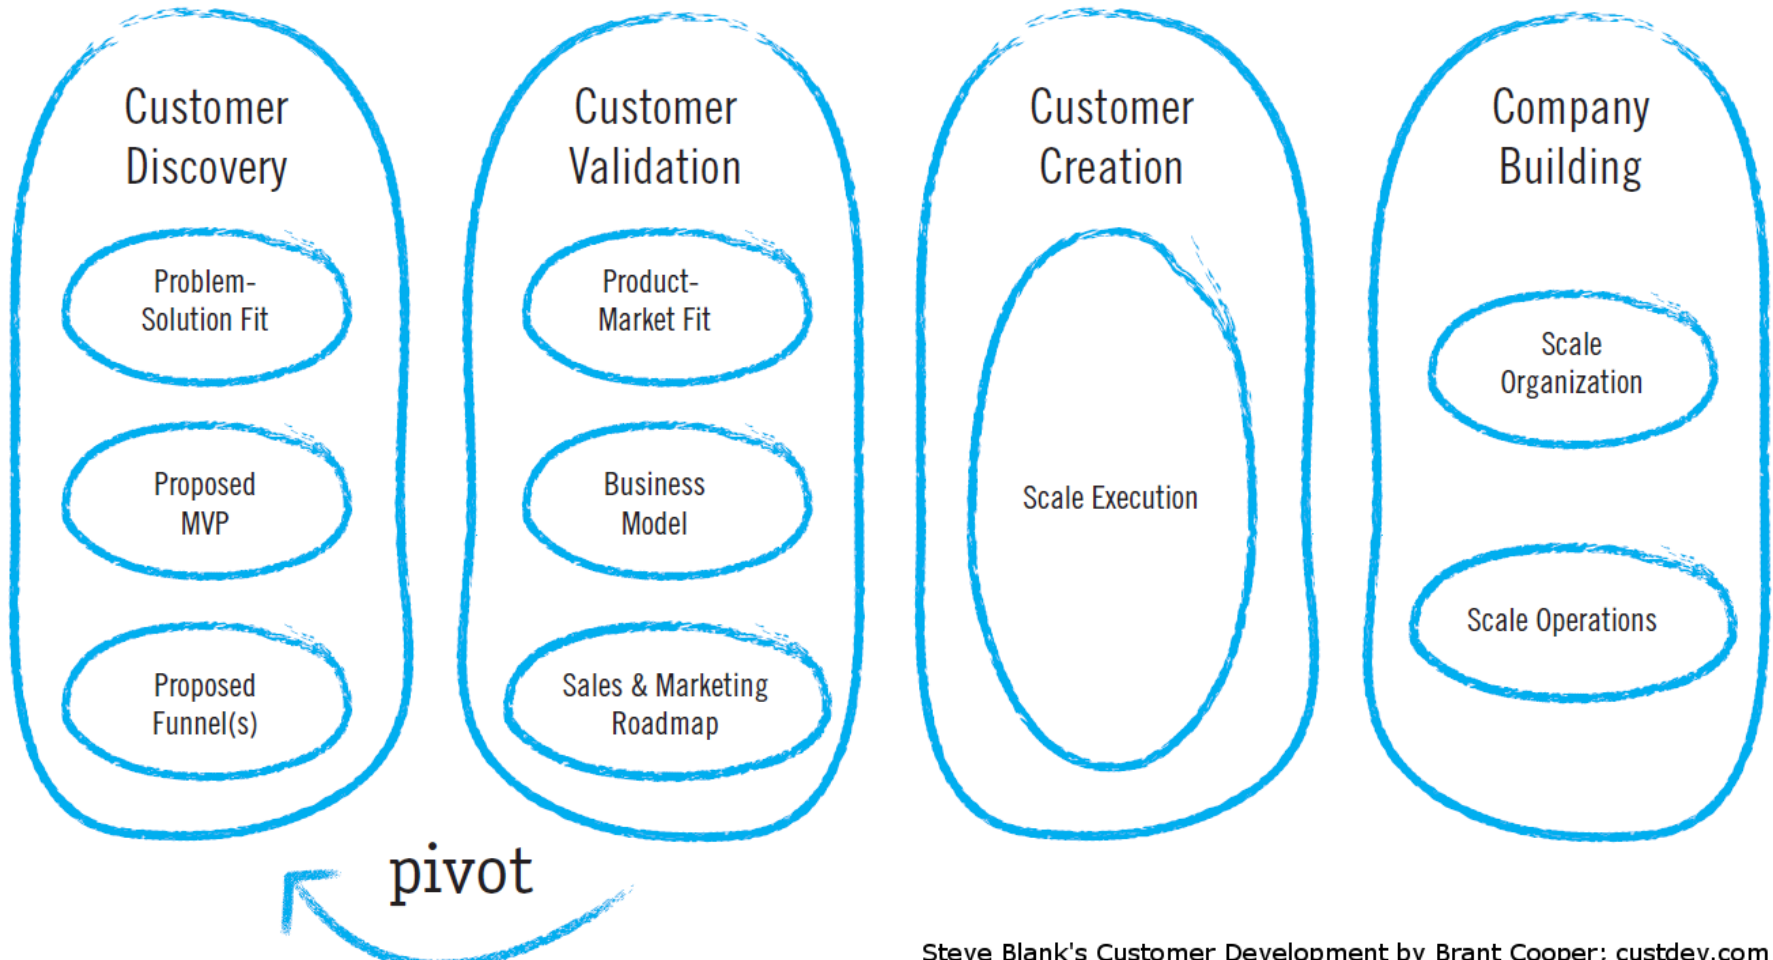 Customer
Discovery
Problem-
Solution Fit
Proposed
MVP
Proposed
Funnel(s)
Customer
Validation
Product-
Market Fit
Business
Model
Sales & Marketing
Roadmap
Customer
Creation
Scale Execution
Company
Building
Scale
Organization
Scale Operations
pivot
Steve Blank's Customer Development by Brant Cooper; custdev.com